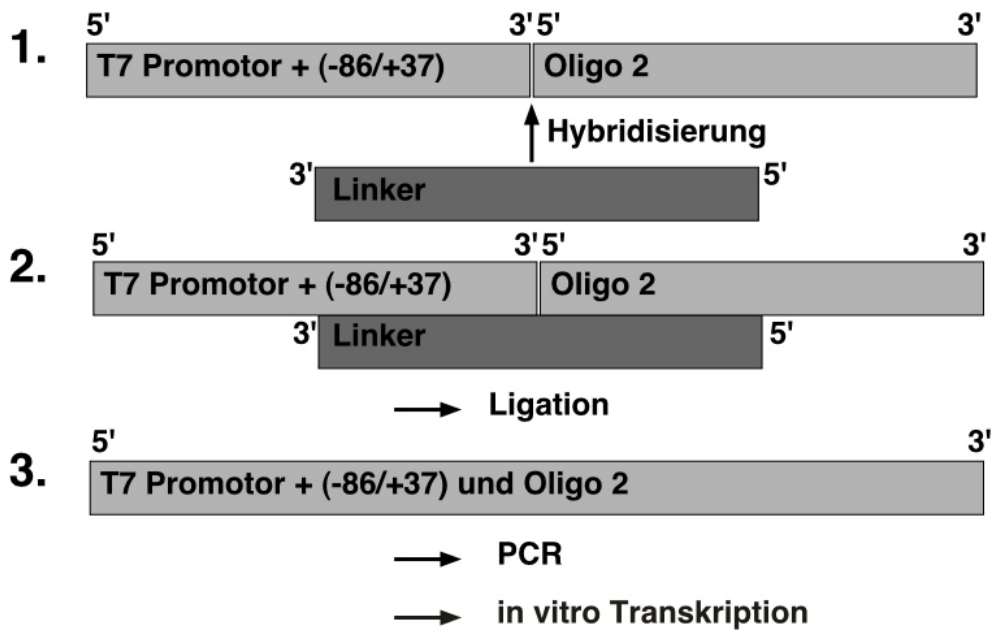 5' 3' 5' 3'
1. T7 Promotor + (-86/+37) Oligo 2
Hybridisierung
3' Linker 5'
5' 3' 5' 3'
2. T7 Promotor + (-86/+37) Oligo 2
3' Linker 5'
Ligation
5' 3'
3. T7 Promotor + (-86/+37) und Oligo 2
PCR
in vitro Transkription